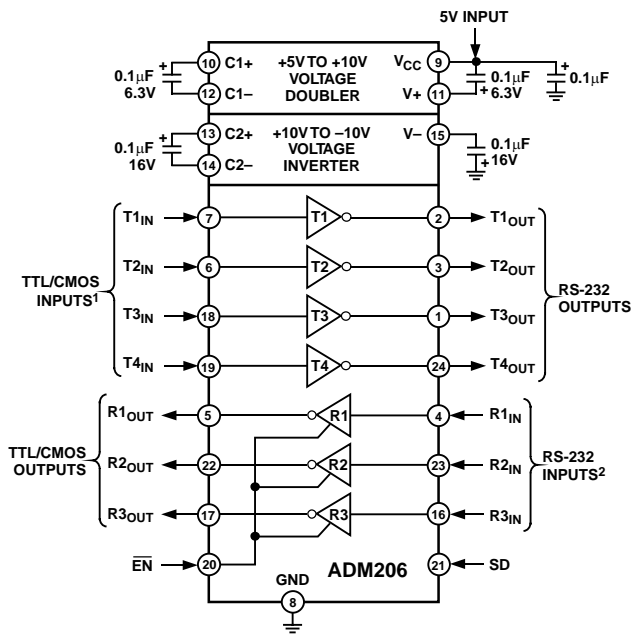 5V INPUT
0.1µF
6.3V
+
10 C1+
12 C1–
+5V TO +10V
VOLTAGE
DOUBLER
VCC 9
V+ 11
+
0.1µF
6.3V
+
0.1µF
0.1µF
16V
+
13 C2+
14 C2–
+10V TO –10V
VOLTAGE
INVERTER
V– 15
+
0.1µF
16V
TTL/CMOS
INPUTS1
T1IN 7 T1 2 T1OUT
T2IN 6 T2 3 T2OUT
T3IN 18 T3 1 T3OUT
T4IN 19 T4 24 T4OUT
RS-232
OUTPUTS
TTL/CMOS
OUTPUTS
R1OUT 5 R1 4 R1IN
R2OUT 22 R2 23 R2IN
R3OUT 17 R3 16 R3IN
RS-232
INPUTS2
EN 20 ADM206 21 SD
GND
8